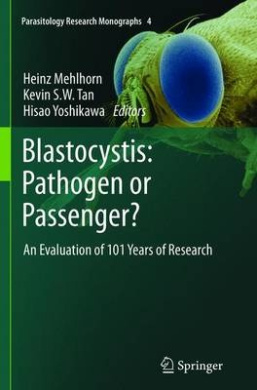 Parasitology Research Monographs 4
Heinz Mehlhorn
Kevin S.W. Tan
Hisao Yoshikawa Editors
Blastocystis:
Pathogen or
Passenger?
An Evaluation of 101 Years of Research
Springer